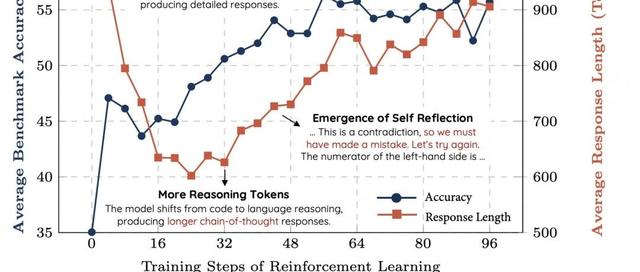 producing detailed responses.
55
50
45
40
35
900
800
700
600
500
Emergence of Self Reflection
... This is a contradiction, so we must
have made a mistake. Let's try again.
The numerator of the left-hand side is ...
More Reasoning Tokens
The model shifts from code to language reasoning,
producing longer chain-of-thought responses.
Accuracy
Response Length
0 16 32 48 64 80 96
Training Steps of Reinforcement Learning
Average Benchmark
Average Response Length